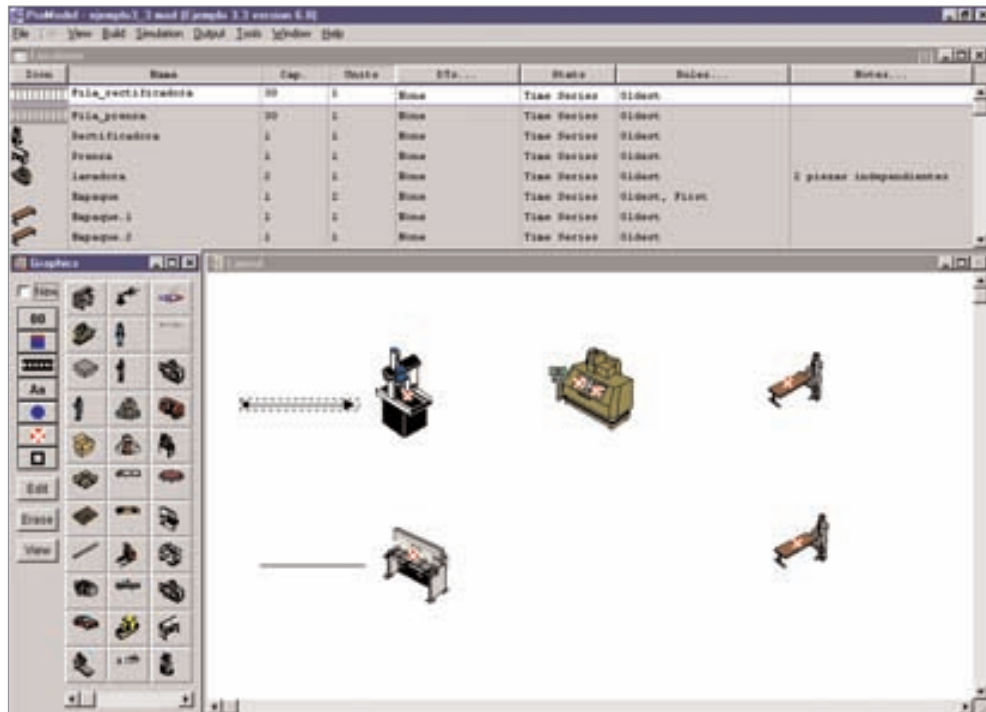 ProModel - ejemplo3_3.mod (Ejemplo 3.3 version 6.0)
File View Build Simulation Output Tools Window Help
Icon Name Cap. Units DTs... Stats Rules... Notes...
Fila_rectificadora 30 1 None Time Series Oldest
Fila_prensa 30 1 None Time Series Oldest
Rectificadora 1 1 None Time Series Oldest
Prensa 1 1 None Time Series Oldest
Lavadora 2 1 None Time Series Oldest 2 piezas independientes
Empaque 1 2 None Time Series Oldest, First
Empaque.1 1 1 None Time Series Oldest
Empaque.2 1 1 None Time Series Oldest
Graphics
Layout
New
Aa
Edit
Erase
View